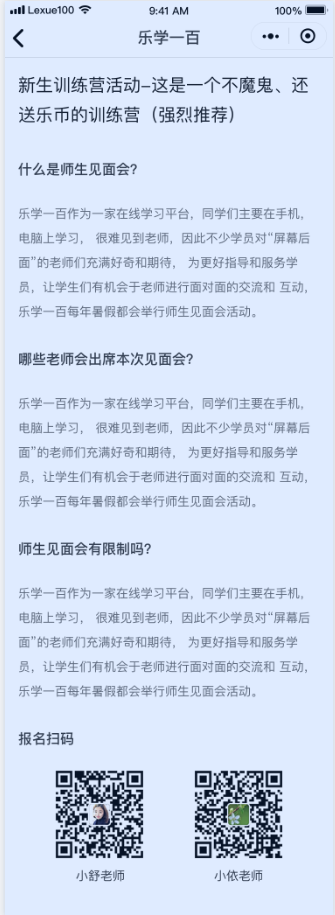 Lexue100
9:41 AM
100%
乐学一百
新生训练营活动-这是一个不魔鬼、还
送乐币的训练营（强烈推荐）
什么是师生见面会？
乐学一百作为一家在线学习平台，同学们主要在手机，
电脑上学习， 很难见到老师，因此不少学员对“屏幕后
面”的老师们充满好奇和期待， 为更好指导和服务学
员，让学生们有机会于老师进行面对面的交流和 互动，
乐学一百每年暑假都会举行师生见面会活动。
哪些老师会出席本次见面会？
乐学一百作为一家在线学习平台，同学们主要在手机，
电脑上学习， 很难见到老师，因此不少学员对“屏幕后
面”的老师们充满好奇和期待， 为更好指导和服务学
员，让学生们有机会于老师进行面对面的交流和 互动，
乐学一百每年暑假都会举行师生见面会活动。
师生见面会有限制吗？
乐学一百作为一家在线学习平台，同学们主要在手机，
电脑上学习， 很难见到老师，因此不少学员对“屏幕后
面”的老师们充满好奇和期待， 为更好指导和服务学
员，让学生们有机会于老师进行面对面的交流和 互动，
乐学一百每年暑假都会举行师生见面会活动。
报名扫码
小舒老师
小依老师